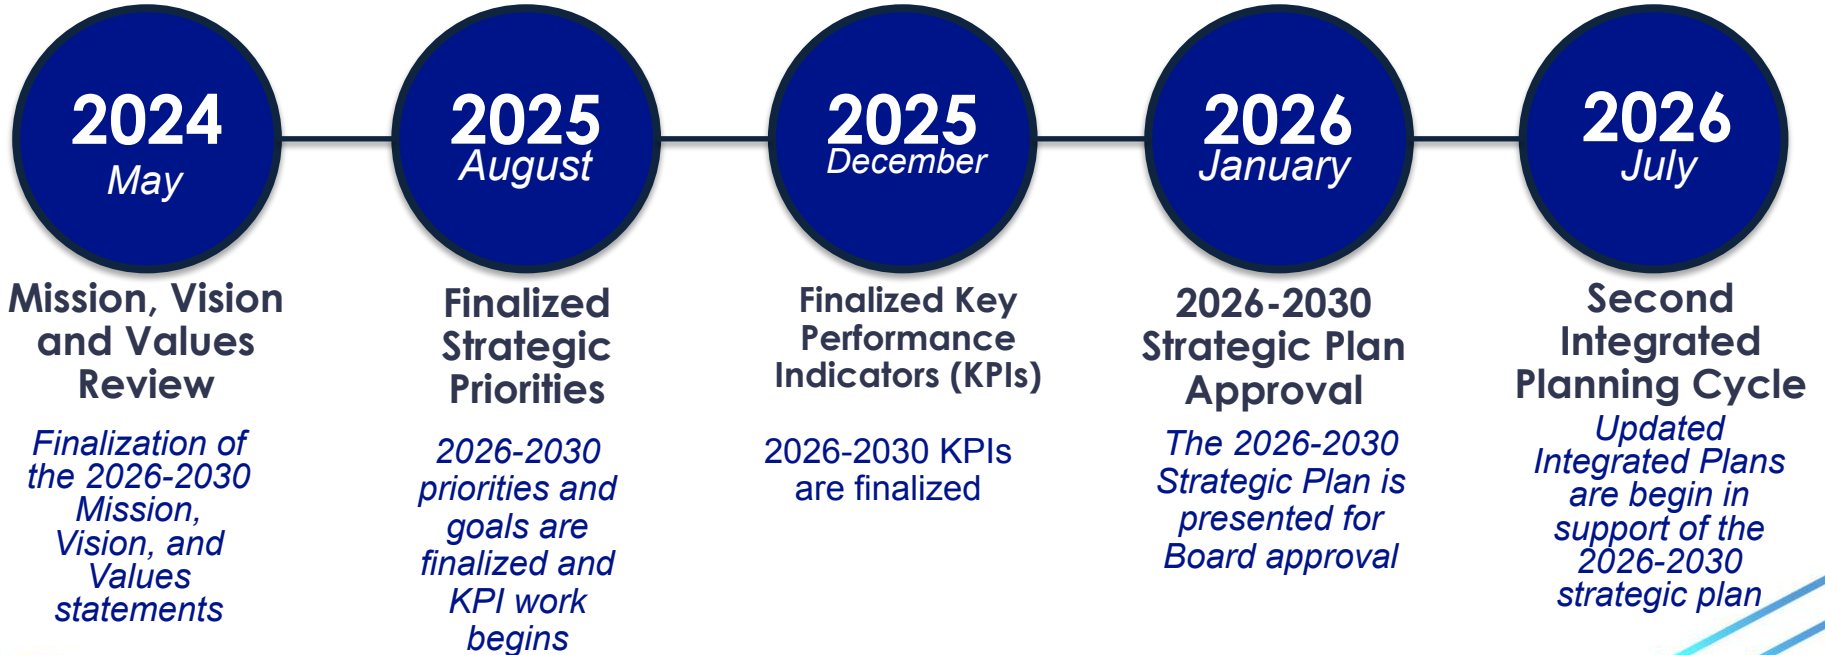 2024
May
Mission, Vision
and Values
Review
Finalization of
the 2026-2030
Mission,
Vision, and
Values
statements
2025
August
Finalized
Strategic
Priorities
2026-2030
priorities and
goals are
finalized and
KPI work
begins
2025
December
Finalized Key
Performance
Indicators (KPIs)
2026-2030 KPIs
are finalized
2026
January
2026-2030
Strategic Plan
Approval
The 2026-2030
Strategic Plan is
presented for
Board approval
2026
July
Second
Integrated
Planning Cycle
Updated
Integrated Plans
are begin in
support of the
2026-2030
strategic plan